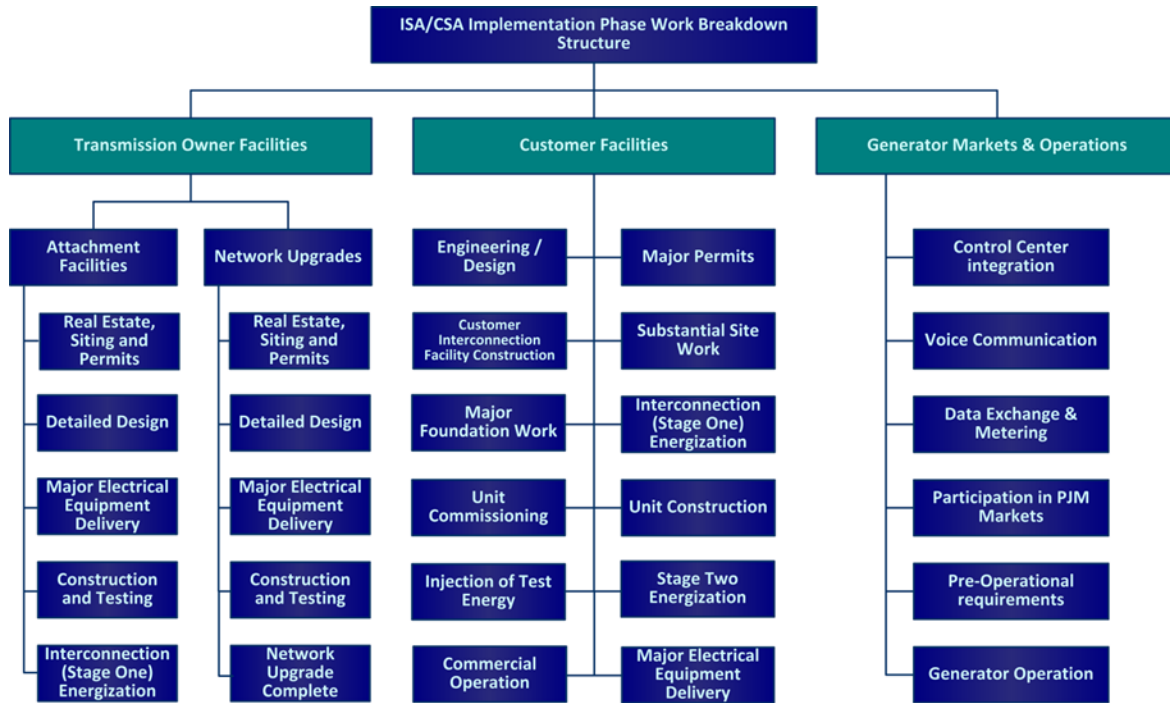 ISA/CSA Implementation Phase Work Breakdown
Structure
Transmission Owner Facilities
Customer Facilities
Generator Markets & Operations
Attachment
Facilities
Real Estate,
Siting and
Permits
Detailed Design
Major Electrical
Equipment
Delivery
Construction
and Testing
Interconnection
(Stage One)
Energization
Network Upgrades
Real Estate,
Siting and
Permits
Detailed Design
Major Electrical
Equipment
Delivery
Construction
and Testing
Network
Upgrade
Complete
Engineering /
Design
Customer
Interconnection
Facility Construction
Major
Foundation Work
Unit
Commissioning
Injection of Test
Energy
Commercial
Operation
Major Permits
Substantial Site
Work
Interconnection
(Stage One)
Energization
Unit Construction
Stage Two
Energization
Major Electrical
Equipment
Delivery
Control Center
integration
Voice Communication
Data Exchange &
Metering
Participation in PJM
Markets
Pre-Operational
requirements
Generator Operation